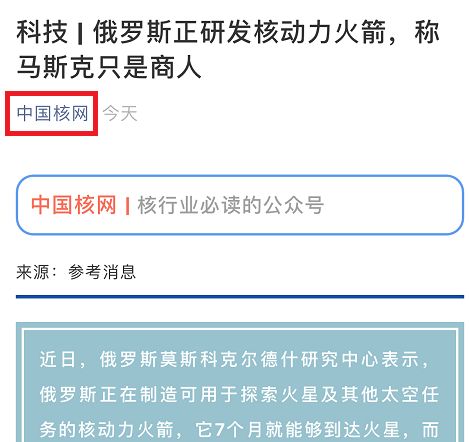 科技 | 俄罗斯正研发核动力火箭，称
马斯克只是商人
中国核网 今天
中国核网 | 核行业必读的公众号
来源：参考消息
近日，俄罗斯莫斯科克尔德什研究中心表示，
俄罗斯正在制造可用于探索火星及其他太空任
务的核动力火箭，它7个月就能够到达火星，而